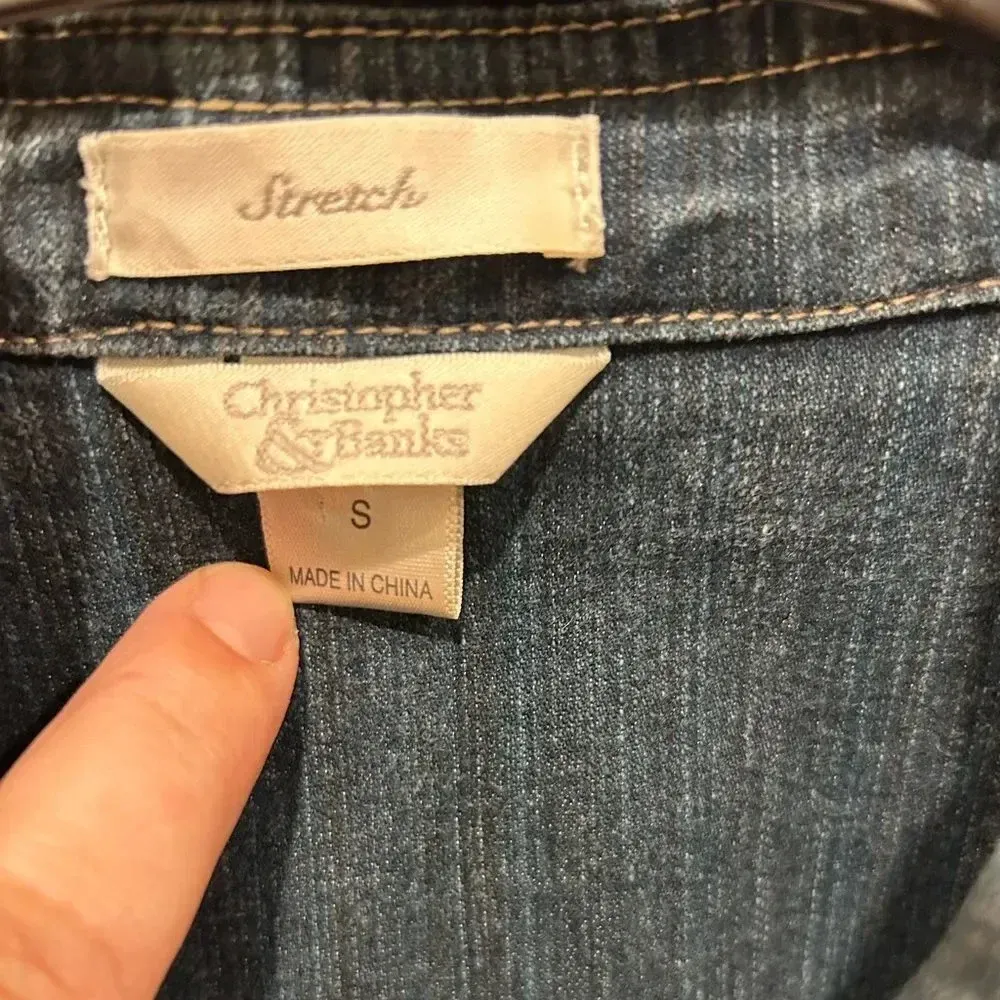 Stretch
Christopher
& Banks
S
MADE IN CHINA